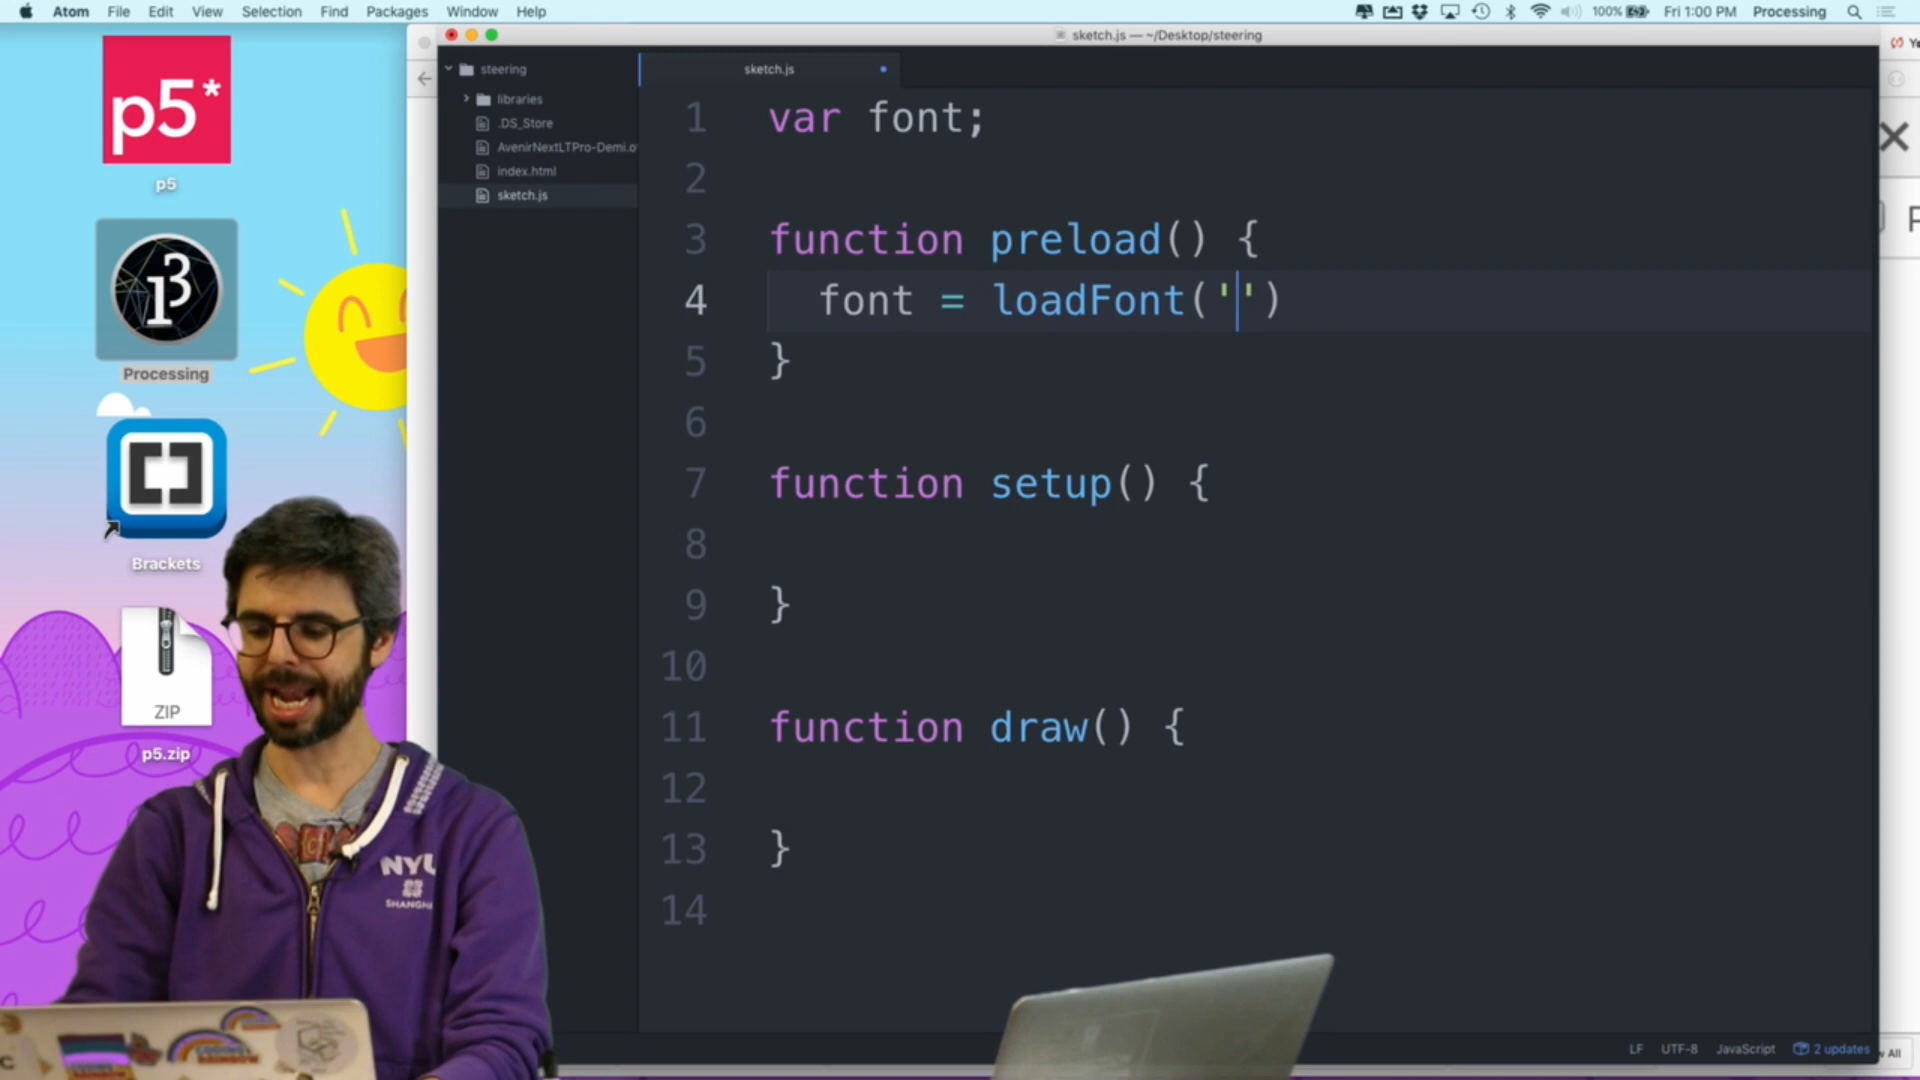 Atom File Edit View Selection Find Packages Window Help
100% Fri 1:00 PM Processing
sketch.js — ~/Desktop/steering
steering
sketch.js
libraries
.DS_Store
AvenirNextLTPro-Demi.o
index.html
sketch.js
1 var font;
2
3 function preload() {
4 font = loadFont('')
5 }
6
7 function setup() {
8
9 }
10
11 function draw() {
12
13 }
14
p5*
p5
Processing
Brackets
ZIP
p5.zip
NYU
SHANGHA
LF UTF-8 JavaScript 2 updates
w All